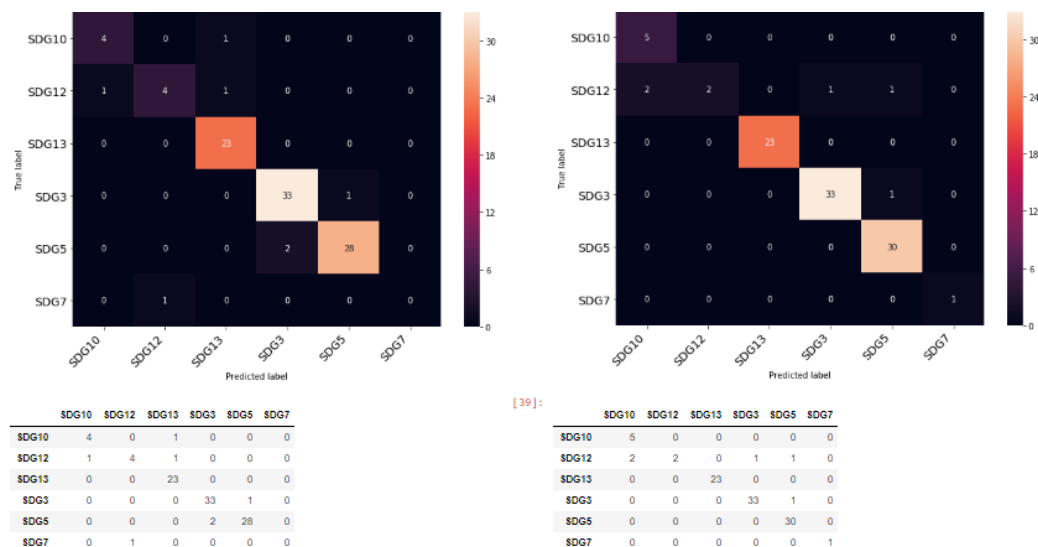 SDG10 4 0 1 0 0 0
SDG12 1 4 1 0 0 0
SDG13 0 0 23 0 0 0
SDG3 0 0 0 33 1 0
SDG5 0 0 0 2 28 0
SDG7 0 1 0 0 0 0
True label
SDG10 SDG12 SDG13 SDG3 SDG5 SDG7
Predicted label
30
24
18
12
6
0
SDG10 5 0 0 0 0 0
SDG12 2 2 0 1 1 0
SDG13 0 0 23 0 0 0
SDG3 0 0 0 33 1 0
SDG5 0 0 0 0 30 0
SDG7 0 0 0 0 0 1
True label
SDG10 SDG12 SDG13 SDG3 SDG5 SDG7
Predicted label
30
24
18
12
6
0
SDG10 SDG12 SDG13 SDG3 SDG5 SDG7
SDG10 4 0 1 0 0 0
SDG12 1 4 1 0 0 0
SDG13 0 0 23 0 0 0
SDG3 0 0 0 33 1 0
SDG5 0 0 0 2 28 0
SDG7 0 1 0 0 0 0
[39]:
SDG10 SDG12 SDG13 SDG3 SDG5 SDG7
SDG10 5 0 0 0 0 0
SDG12 2 2 0 1 1 0
SDG13 0 0 23 0 0 0
SDG3 0 0 0 33 1 0
SDG5 0 0 0 0 30 0
SDG7 0 0 0 0 0 1